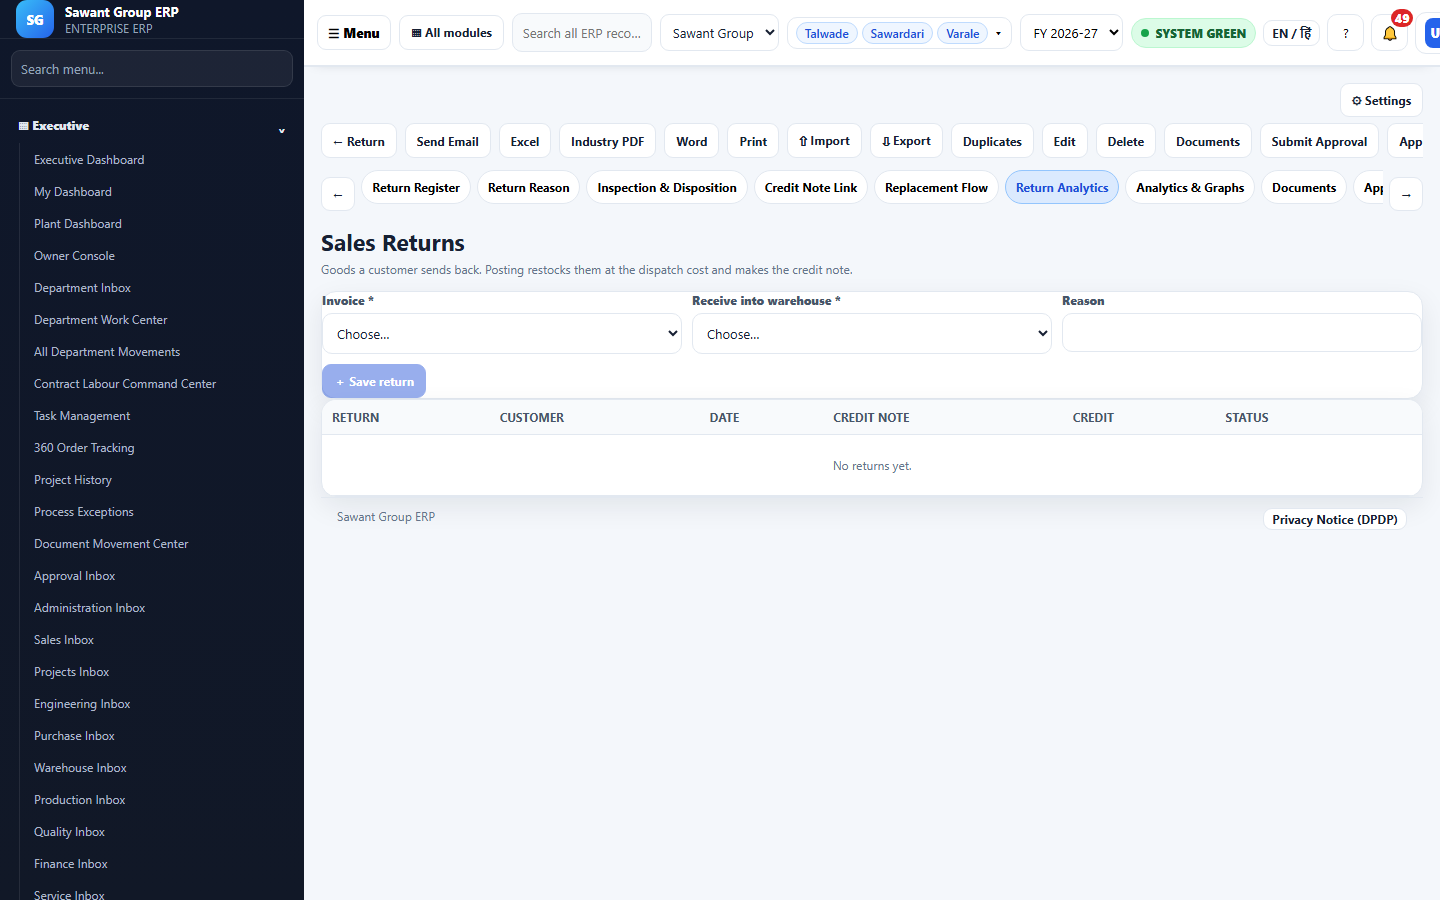 SG
Sawant Group ERP
ENTERPRISE ERP
Search menu...
Executive
Executive Dashboard
My Dashboard
Plant Dashboard
Owner Console
Department Inbox
Department Work Center
All Department Movements
Contract Labour Command Center
Task Management
360 Order Tracking
Project History
Process Exceptions
Document Movement Center
Approval Inbox
Administration Inbox
Sales Inbox
Projects Inbox
Engineering Inbox
Purchase Inbox
Warehouse Inbox
Production Inbox
Quality Inbox
Finance Inbox
Service Inbox
☰ Menu
All modules
Search all ERP reco...
Sawant Group
Talwade Sawardari Varale
FY 2026-27
SYSTEM GREEN
EN / हिं
?
49
U
⚙ Settings
← Return Send Email Excel Industry PDF Word Print ⇧ Import ⇩ Export Duplicates Edit Delete Documents Submit Approval App
← Return Register Return Reason Inspection & Disposition Credit Note Link Replacement Flow Return Analytics Analytics & Graphs Documents App →
Sales Returns
Goods a customer sends back. Posting restocks them at the dispatch cost and makes the credit note.
Invoice * Receive into warehouse * Reason
Choose... Choose...
+ Save return
RETURN CUSTOMER DATE CREDIT NOTE CREDIT STATUS
No returns yet.
Sawant Group ERP Privacy Notice (DPDP)